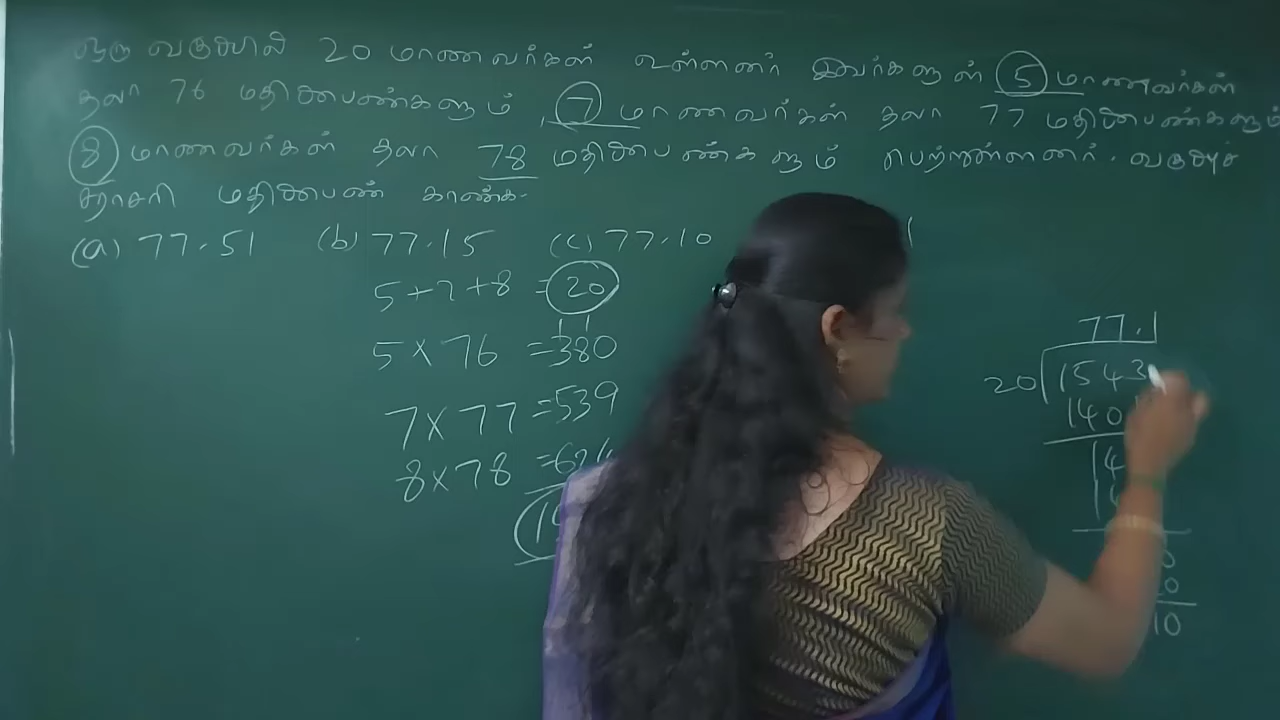 ஒரு வகுப்பில் 20 மாணவர்கள் உள்ளனர் இவர்களுள் 5 மாணவர்கள்
தலா 76 மதிப்பெண்களும், 7 மாணவர்கள் தலா 77 மதிப்பெண்களும்
8 மாணவர்கள் தலா 78 மதிப்பெண்களும் பெற்றுள்ளனர். வகுப்புச்
சராசரி மதிப்பெண் காண்க.
(a) 77.51 (b) 77.15 (c) 77.10
5+7+8 = 20
5 × 76 = 380
7 × 77 = 539
8 × 78 =
77.1
20 1543
140
14
10